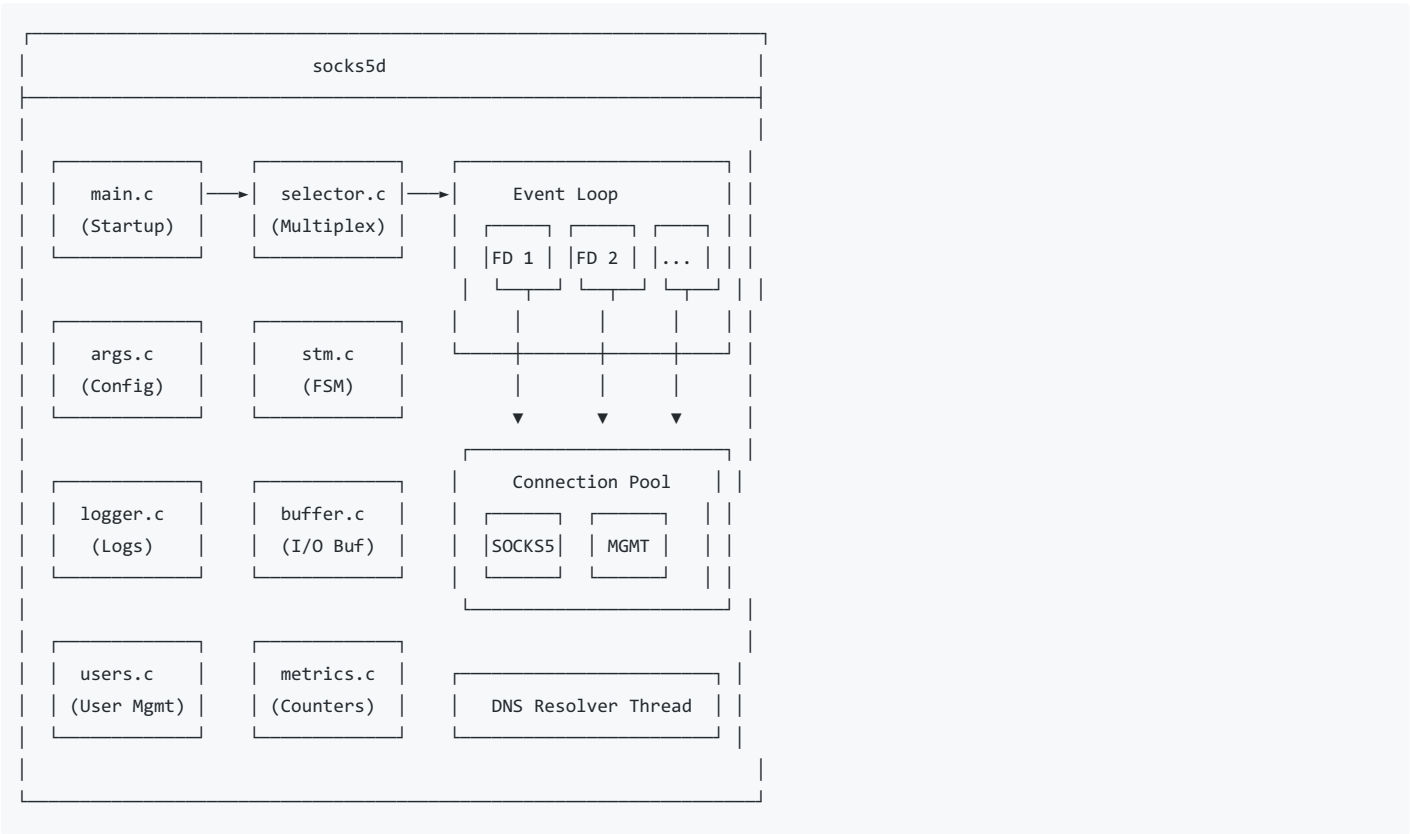 socks5d
main.c selector.c Event Loop
(Startup) (Multiplex)
FD 1 FD 2 ...
args.c stm.c
(Config) (FSM)
Connection Pool
logger.c buffer.c
(Logs) (I/O Buf) SOCKS5 MGMT
users.c metrics.c
(User Mgmt) (Counters) DNS Resolver Thread